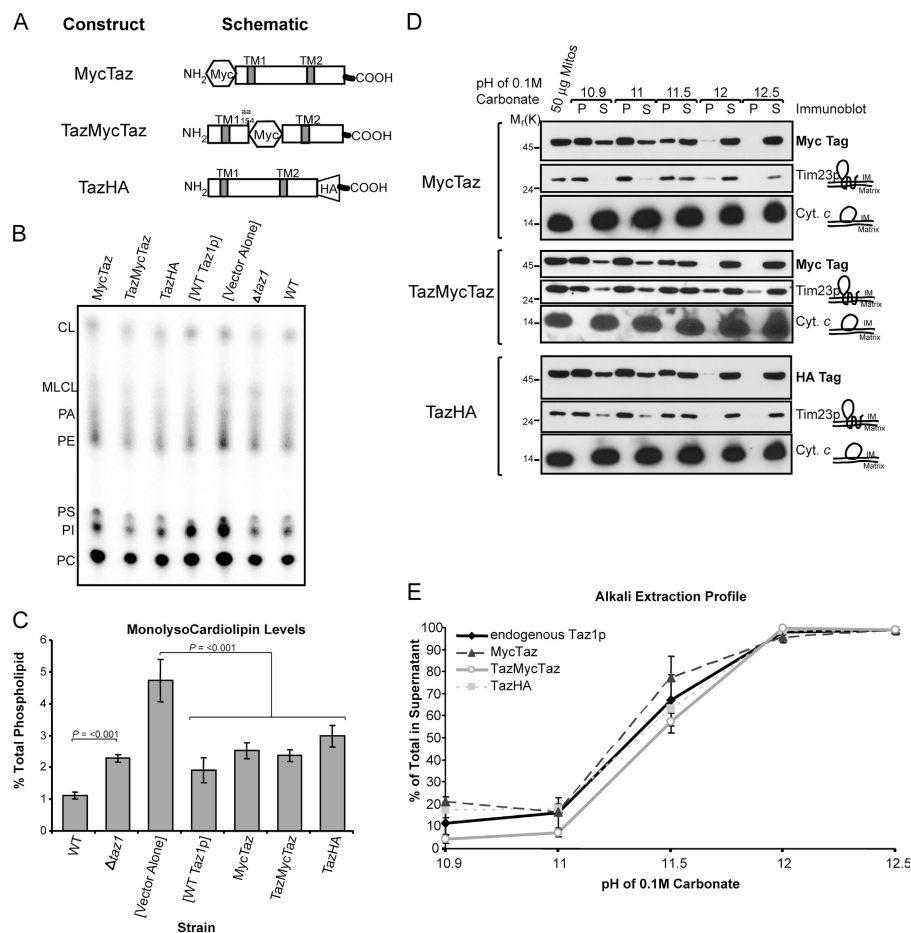 A
Construct
Schematic
MycTaz
NH2
Myc
TM1
TM2
COOH
TazMycTaz
NH2
TM1
aa
154
Myc
TM2
COOH
TazHA
NH2
TM1
TM2
HA
COOH
B
MycTaz
TazMycTaz
TazHA
[WT Taz1p]
[Vector Alone]
Δtaz1
WT
CL
MLCL
PA
PE
PS
PI
PC
C
MonolysoCardiolipin Levels
P = <0.001
P = <0.001
% Total Phospholipid
6
5
4
3
2
1
0
WT
Δtaz1
[Vector Alone]
[WT Taz1p]
MycTaz
TazMycTaz
TazHA
Strain
D
pH of 0.1M
Carbonate
50 µg Mitos
10.9 11 11.5 12 12.5
P S P S P S P S P S
Immunoblot
Mr(K)
MycTaz
45
Myc Tag
24
Tim23p
IM
Matrix
14
Cyt. c
IM
Matrix
TazMycTaz
45
Myc Tag
24
Tim23p
IM
Matrix
14
Cyt. c
IM
Matrix
TazHA
45
HA Tag
24
Tim23p
IM
Matrix
14
Cyt. c
IM
Matrix
E
Alkali Extraction Profile
endogenous Taz1p
MycTaz
TazMycTaz
TazHA
% of Total in Supernatant
100
90
80
70
60
50
40
30
20
10
0
10.9 11 11.5 12 12.5
pH of 0.1M Carbonate